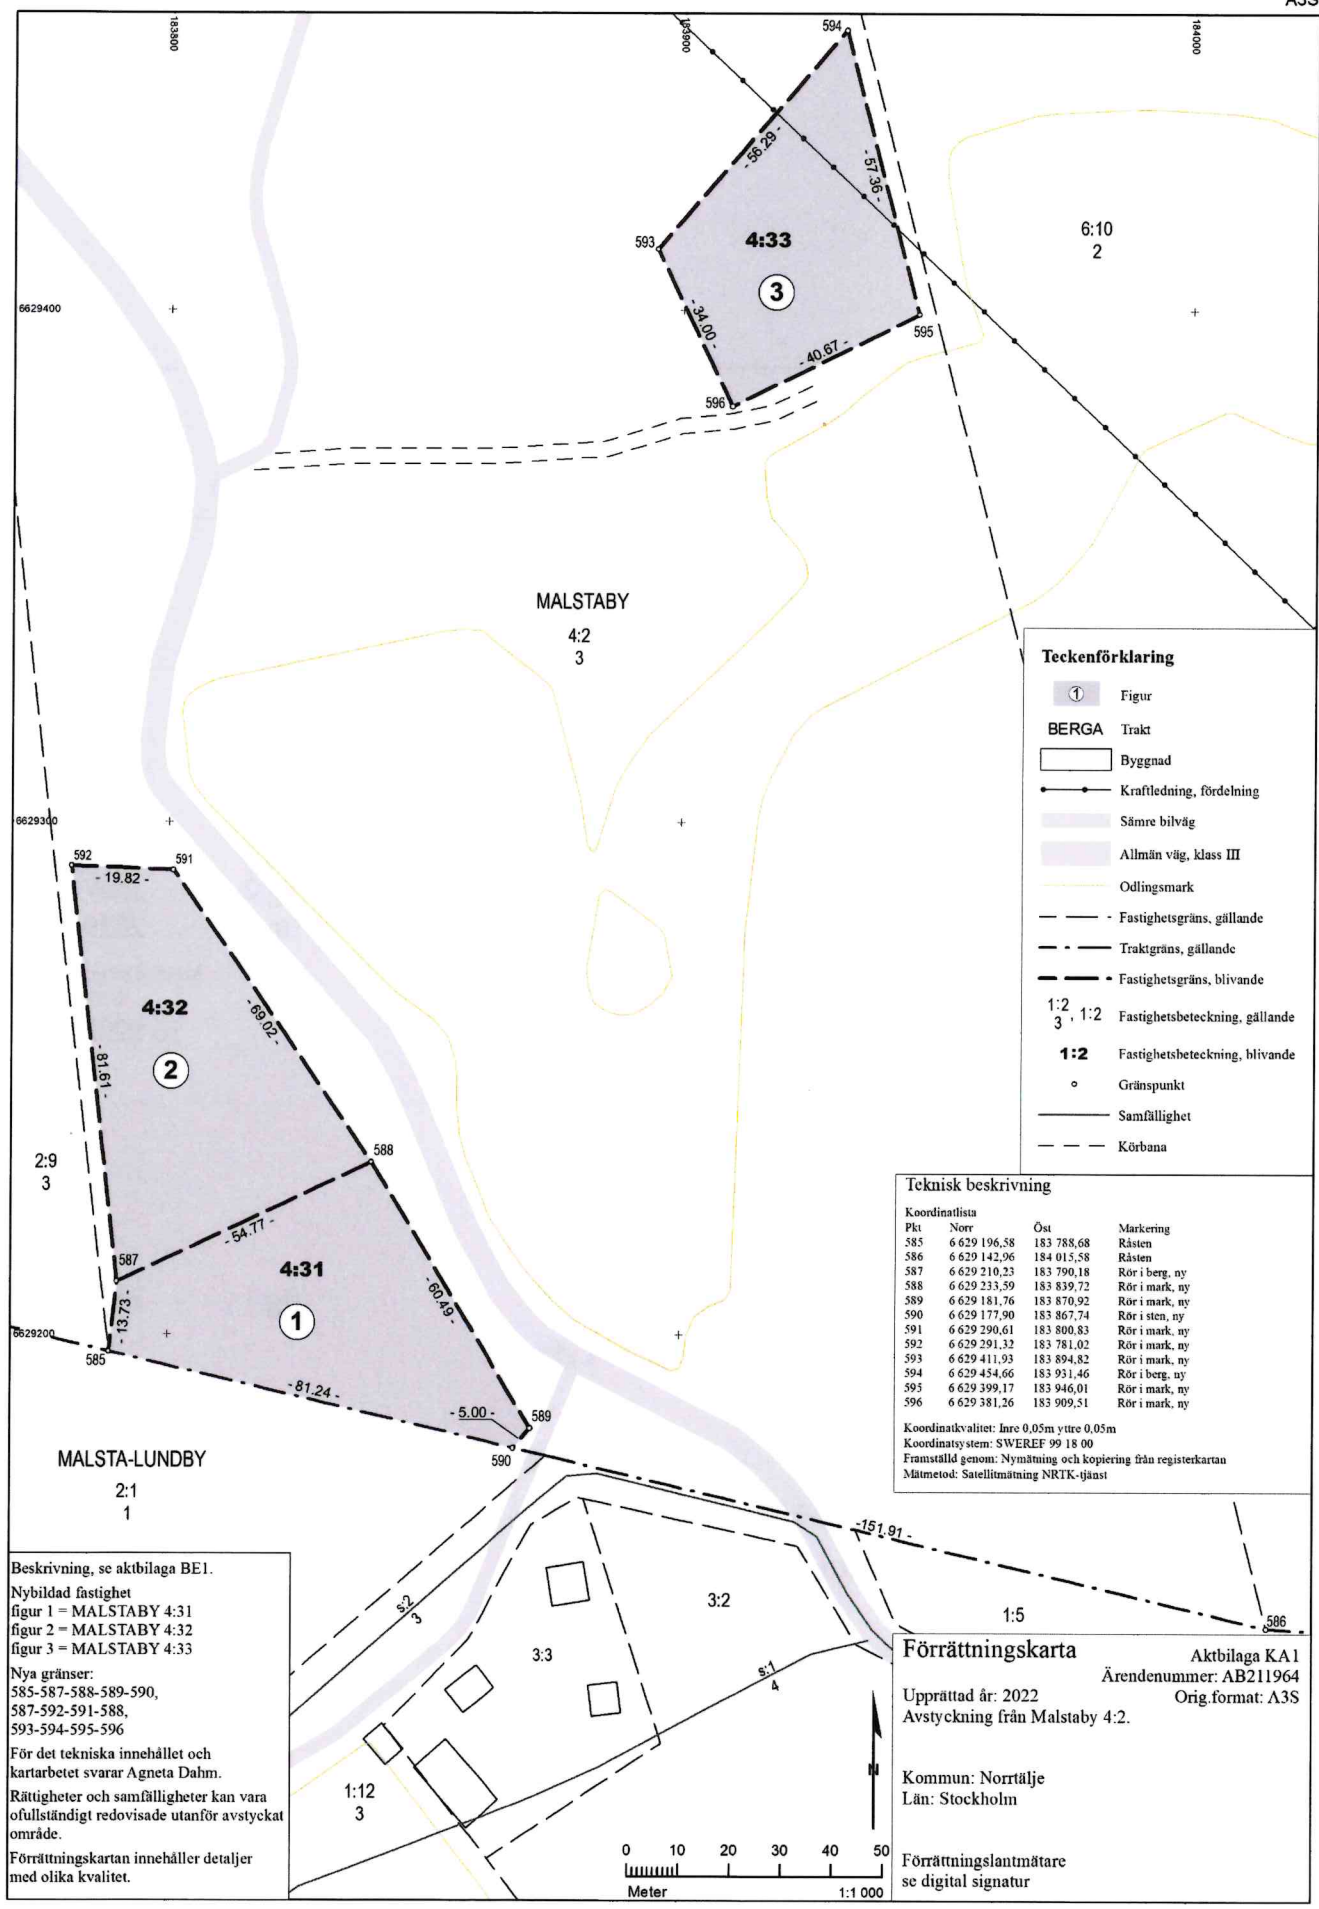 A3S
183800
183900
184000
594
- 56.29 -
- 57.36 -
593
4:33
3
6:10
2
6629400
- 34.00 -
- 40.67 -
595
596
MALSTABY
4:2
3
Teckenförklaring
1 Figur
BERGA Trakt
Byggnad
Kraftledning, fördelning
Sämre bilväg
Allmän väg, klass III
Odlingsmark
Fastighetsgräns, gällande
Traktgräns, gällande
Fastighetsgräns, blivande
1:2
3 , 1:2 Fastighetsbeteckning, gällande
1:2 Fastighetsbeteckning, blivande
Gränspunkt
Samfällighet
Körbana
6629300
592
591
- 19.82 -
4:32
- 69.02 -
- 81.61 -
2
588
2:9
3
- 54.77 -
587
4:31
- 60.49 -
1
- 13.73 -
6629200
585
- 81.24 -
- 5.00 -
589
590
Teknisk beskrivning
Koordinatlista
Pkt Norr Öst Markering
585 6 629 196,58 183 788,68 Råsten
586 6 629 142,96 184 015,58 Råsten
587 6 629 210,23 183 790,18 Rör i berg, ny
588 6 629 233,59 183 839,72 Rör i mark, ny
589 6 629 181,76 183 870,92 Rör i mark, ny
590 6 629 177,90 183 867,74 Rör i sten, ny
591 6 629 290,61 183 800,83 Rör i mark, ny
592 6 629 291,32 183 781,02 Rör i mark, ny
593 6 629 411,93 183 894,82 Rör i mark, ny
594 6 629 454,66 183 931,46 Rör i berg, ny
595 6 629 399,17 183 946,01 Rör i mark, ny
596 6 629 381,26 183 909,51 Rör i mark, ny
Koordinatkvalitet: Inre 0,05m yttre 0,05m
Koordinatsystem: SWEREF 99 18 00
Framställd genom: Nymätning och kopiering från registerkartan
Mätmetod: Satellitmätning NRTK-tjänst
MALSTA-LUNDBY
2:1
1
-151.91 -
586
s:2
3
3:2
1:5
3:3
s:1
4
1:12
3
Beskrivning, se aktbilaga BE1.
Nybildad fastighet
figur 1 = MALSTABY 4:31
figur 2 = MALSTABY 4:32
figur 3 = MALSTABY 4:33
Nya gränser:
585-587-588-589-590,
587-592-591-588,
593-594-595-596
För det tekniska innehållet och
kartarbetet svarar Agneta Dahm.
Rättigheter och samfälligheter kan vara
ofullständigt redovisade utanför avstyckat
område.
Förrättningskartan innehåller detaljer
med olika kvalitet.
N
0 10 20 30 40 50
Meter 1:1 000
Förrättningskarta Aktbilaga KA1
Ärendenummer: AB211964
Upprättad år: 2022 Orig.format: A3S
Avstyckning från Malstaby 4:2.
Kommun: Norrtälje
Län: Stockholm
Förrättningslantmätare
se digital signatur